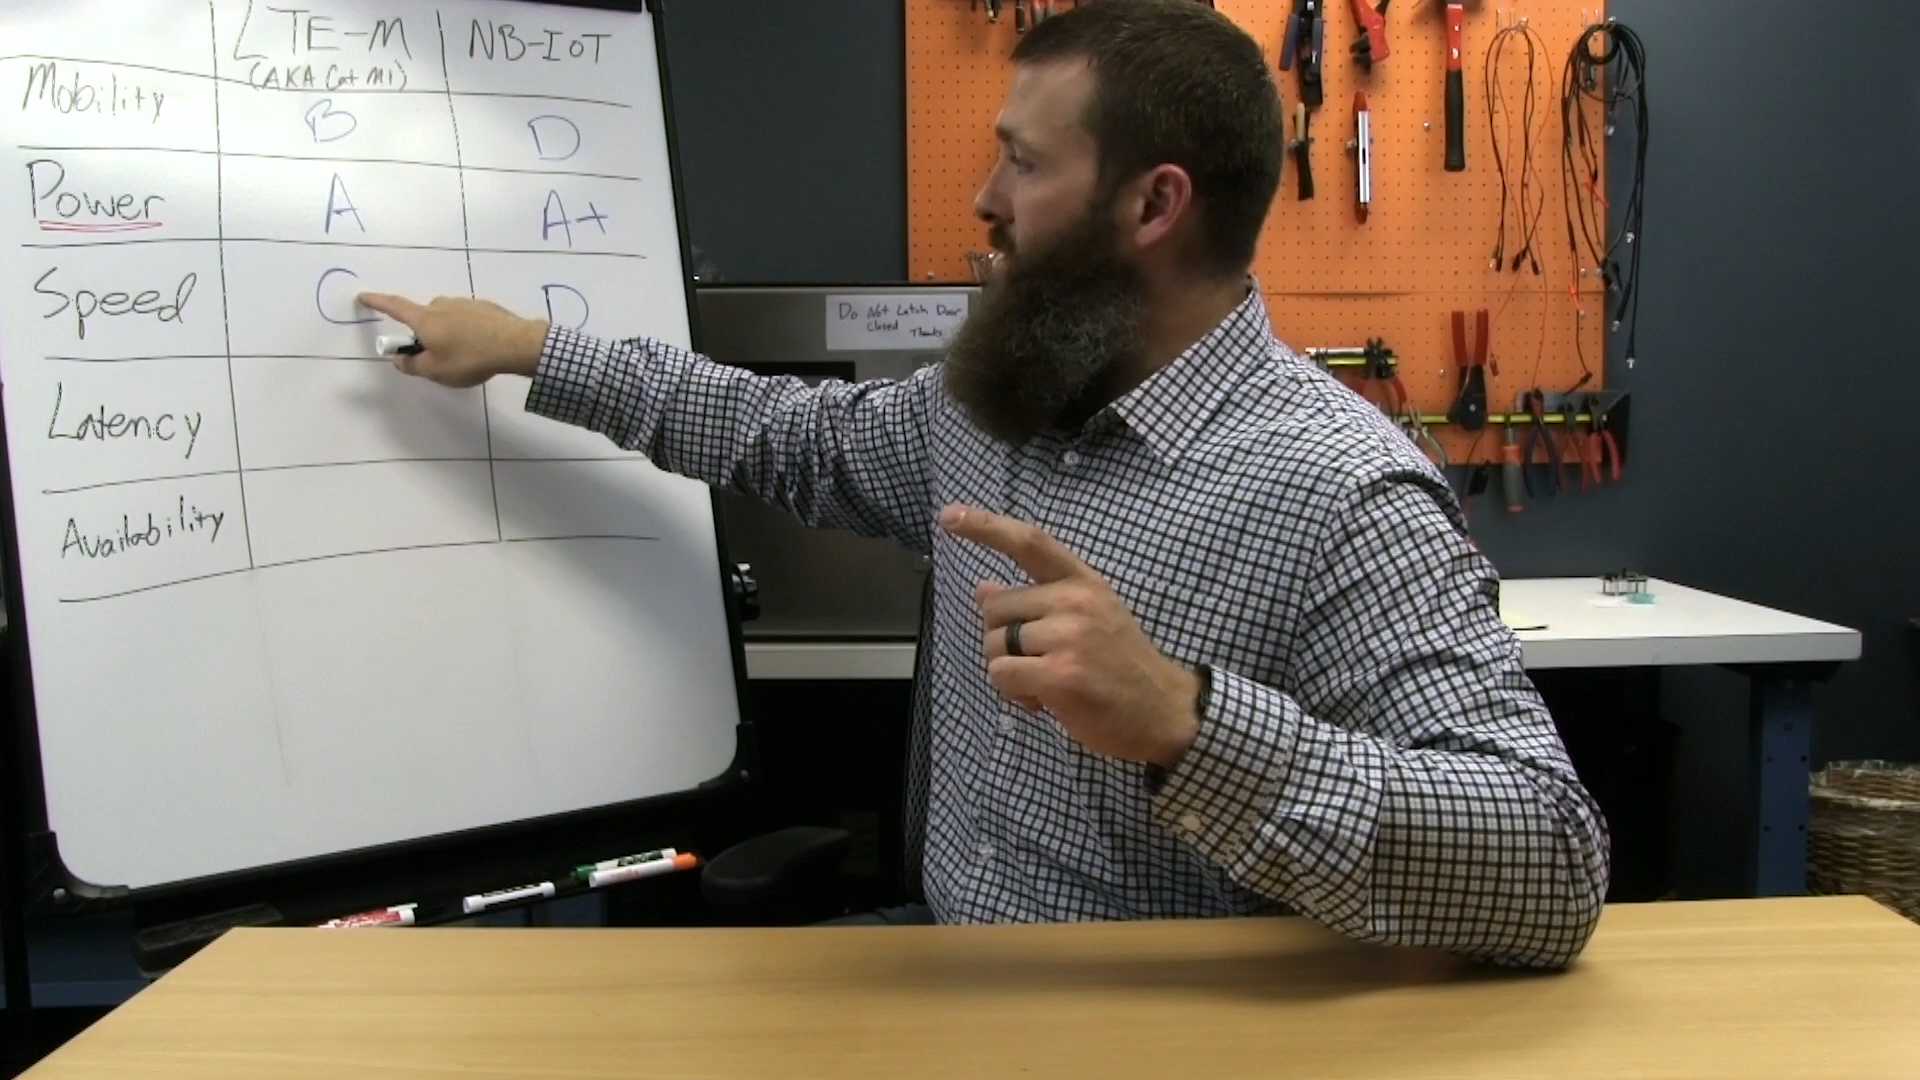 LTE-M NB-IoT
(AKA Cat M1)
Mobility B D
Power A A+
Speed C D
Latency
Availability
Do Not Latch Door
Closed Thanks